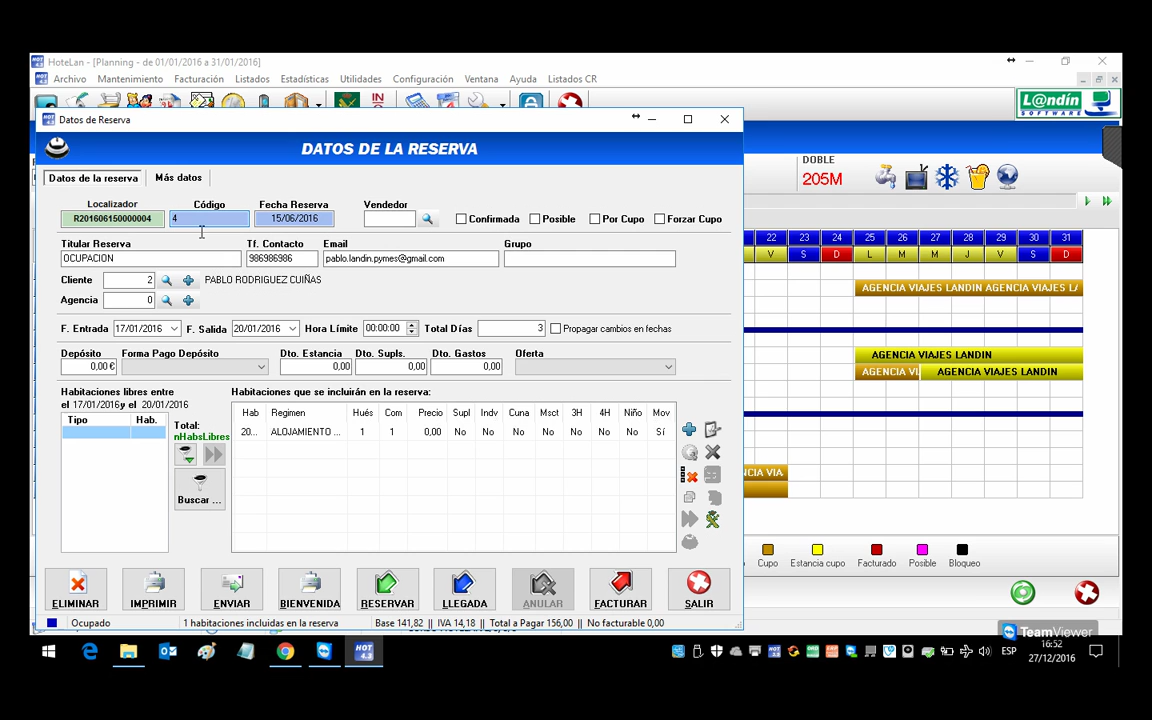 HoteLan - [Planning - de 01/01/2016 a 31/01/2016]
Archivo Mantenimiento Facturación Listados Estadísticas Utilidades Configuración Ventana Ayuda Listados CR
L@ndín
SOFTWARE
Datos de Reserva
DATOS DE LA RESERVA
DOBLE
205M
Datos de la reserva Más datos
Localizador Código Fecha Reserva Vendedor
R201606150000004 4 15/06/2016 Confirmada Posible Por Cupo Forzar Cupo
22 23 24 25 26 27 28 29 30 31
V S D L M M J V S D
Titular Reserva Tf. Contacto Email Grupo
OCUPACION 986986986 pablo.landin.pymes@gmail.com
Cliente 2 PABLO RODRIGUEZ CUIÑAS
AGENCIA VIAJES LANDIN AGENCIA VIAJES LA
Agencia 0
F. Entrada 17/01/2016 F. Salida 20/01/2016 Hora Límite 00:00:00 Total Días 3 Propagar cambios en fechas
Depósito Forma Pago Depósito Dto. Estancia Dto. Supls. Dto. Gastos Oferta
0,00 € 0,00 0,00 0,00
AGENCIA VIAJES LANDIN
AGENCIA VI AGENCIA VIAJES LANDIN
Habitaciones libres entre
el 17/01/2016y el 20/01/2016
Habitaciones que se incluirán en la reserva:
Tipo Hab.
Total:
nHabsLibres
Buscar ...
Hab Regimen Hués Com Precio Supl Indv Cuna Msct 3H 4H Niño Mov
20... ALOJAMIENTO ... 1 1 0,00 No No No No No No No Sí
NCIA VIA
Cupo Estancia cupo Facturado Posible Bloqueo
ELIMINAR IMPRIMIR ENVIAR BIENVENIDA RESERVAR LLEGADA ANULAR FACTURAR SALIR
Ocupado 1 habitaciones incluidas en la reserva Base 141,82 || IVA 14,18 || Total a Pagar 156,00 || No facturable 0,00
TeamViewer
HOT
4.3
ESP
16:52
27/12/2016